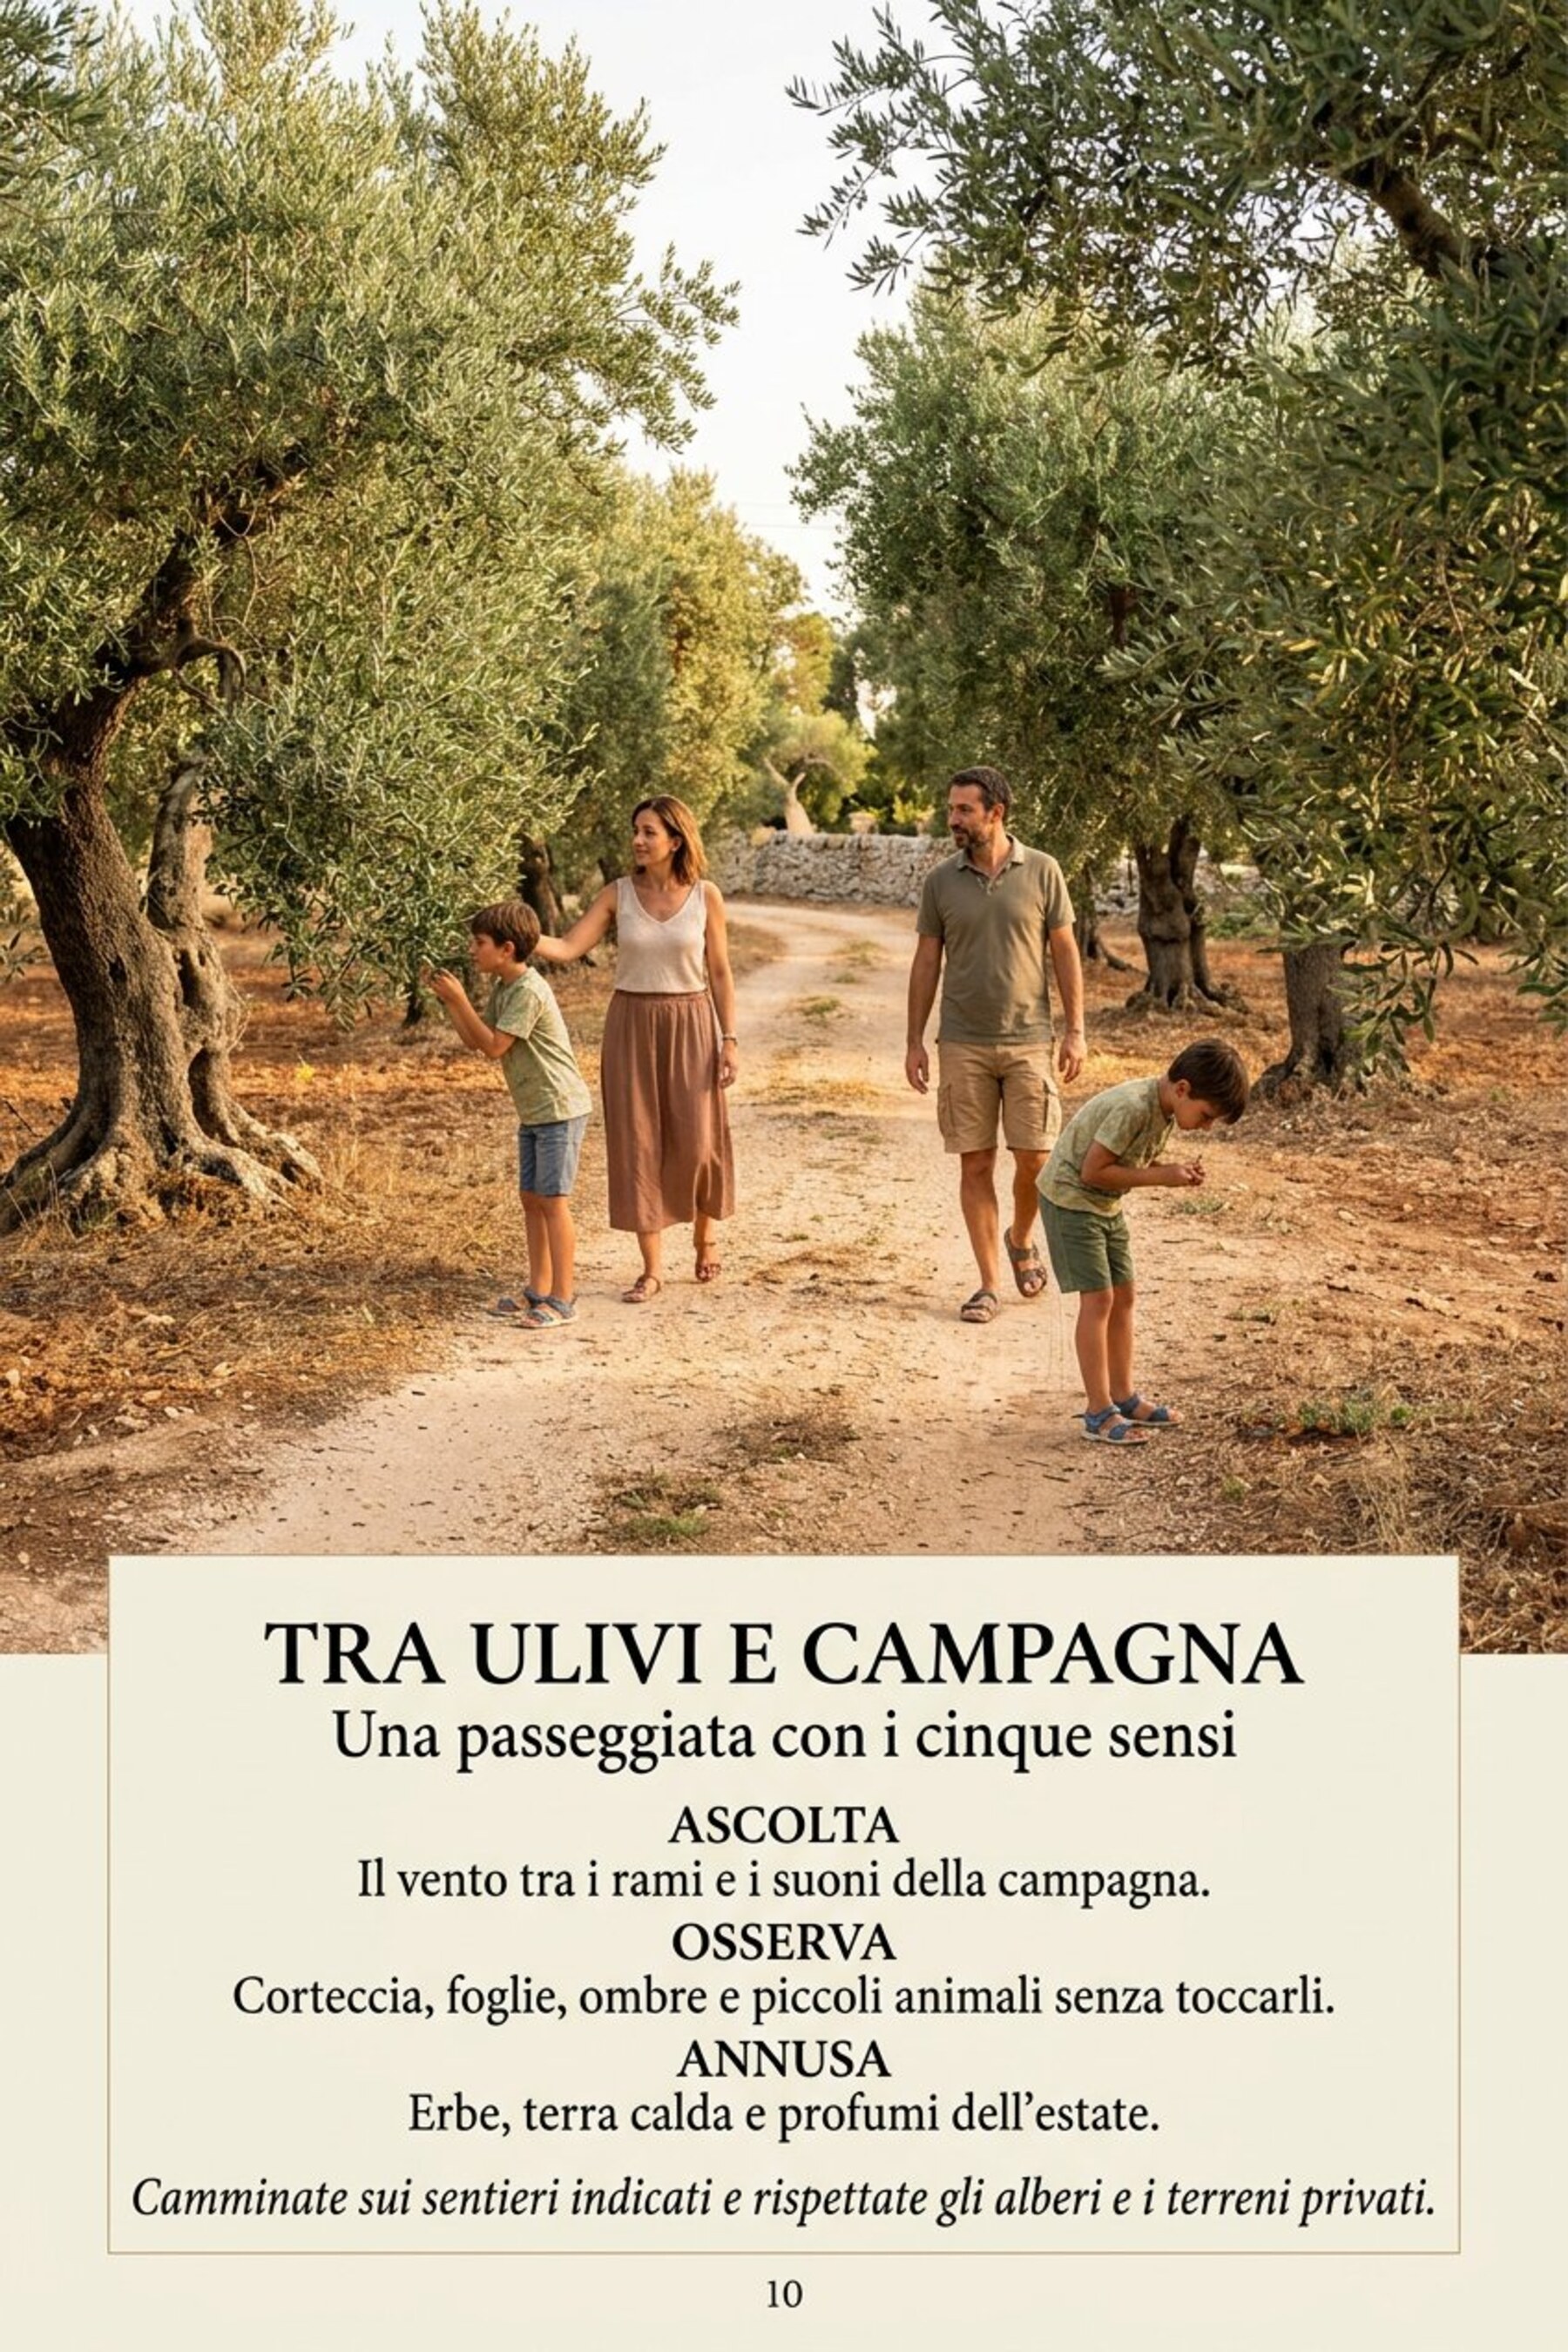 TRA ULIVI E CAMPAGNA
Una passeggiata con i cinque sensi
ASCOLTA
Il vento tra i rami e i suoni della campagna.
OSSERVA
Corteccia, foglie, ombre e piccoli animali senza toccarli.
ANNUSA
Erbe, terra calda e profumi dell’estate.
Camminate sui sentieri indicati e rispettate gli alberi e i terreni privati.
10